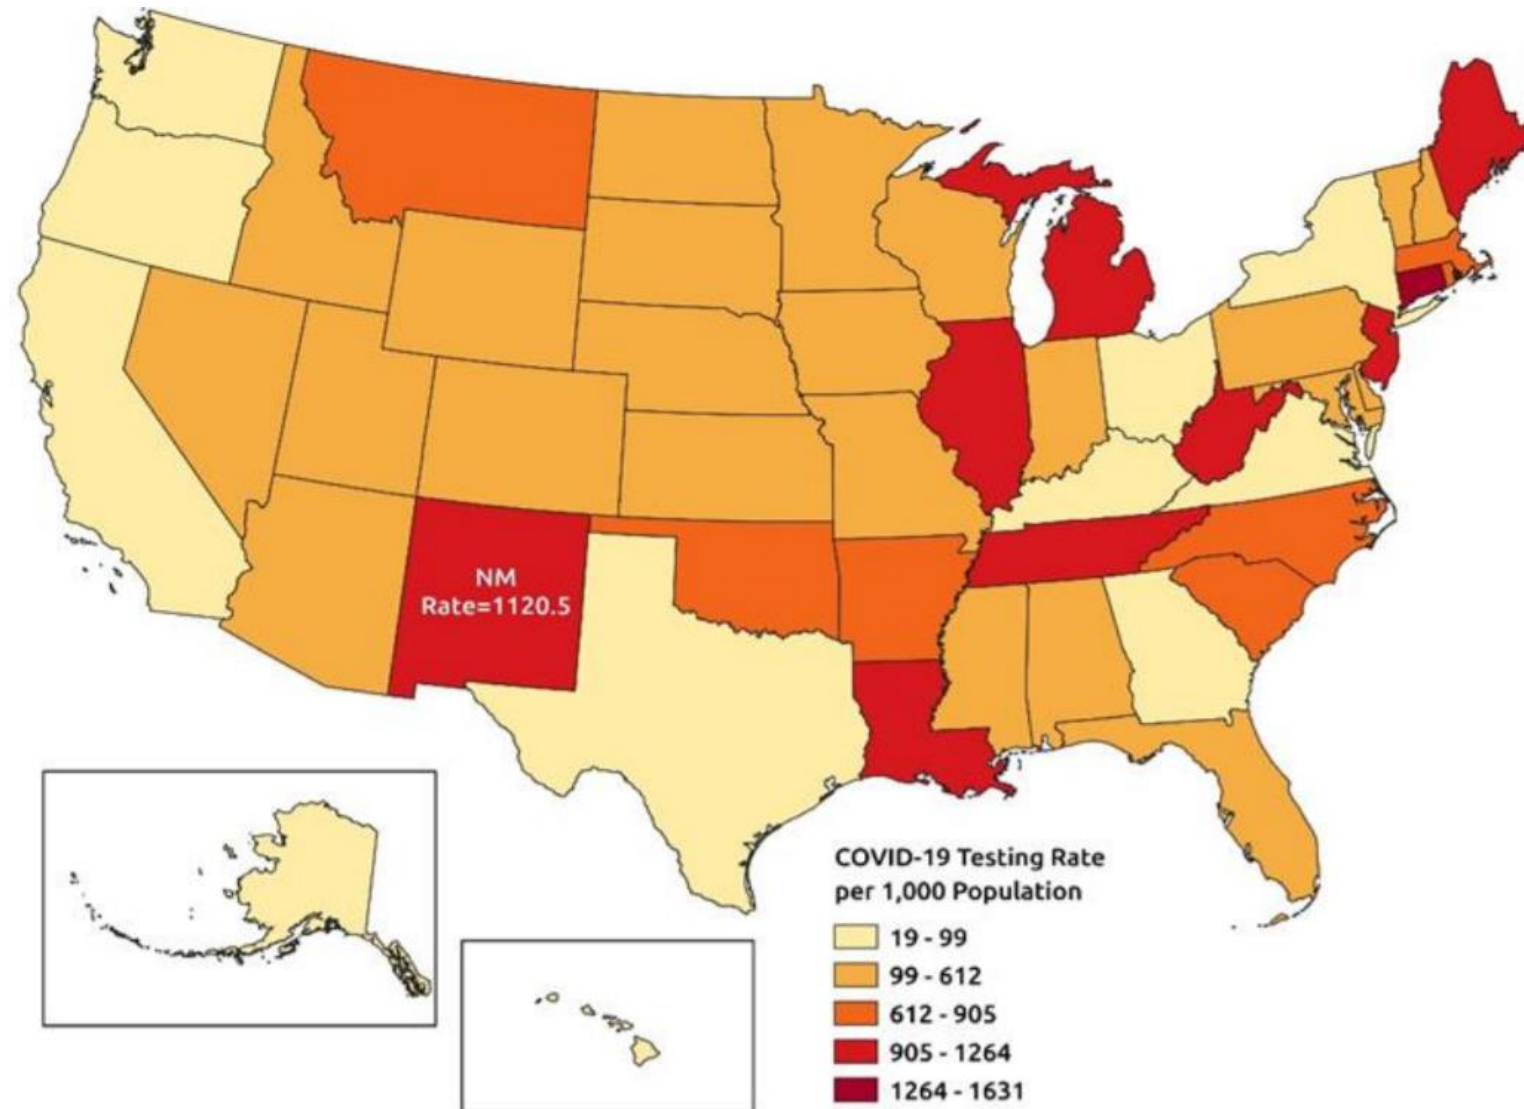 NM
Rate=1120.5
COVID-19 Testing Rate
per 1,000 Population
19 - 99
99 - 612
612 - 905
905 - 1264
1264 - 1631